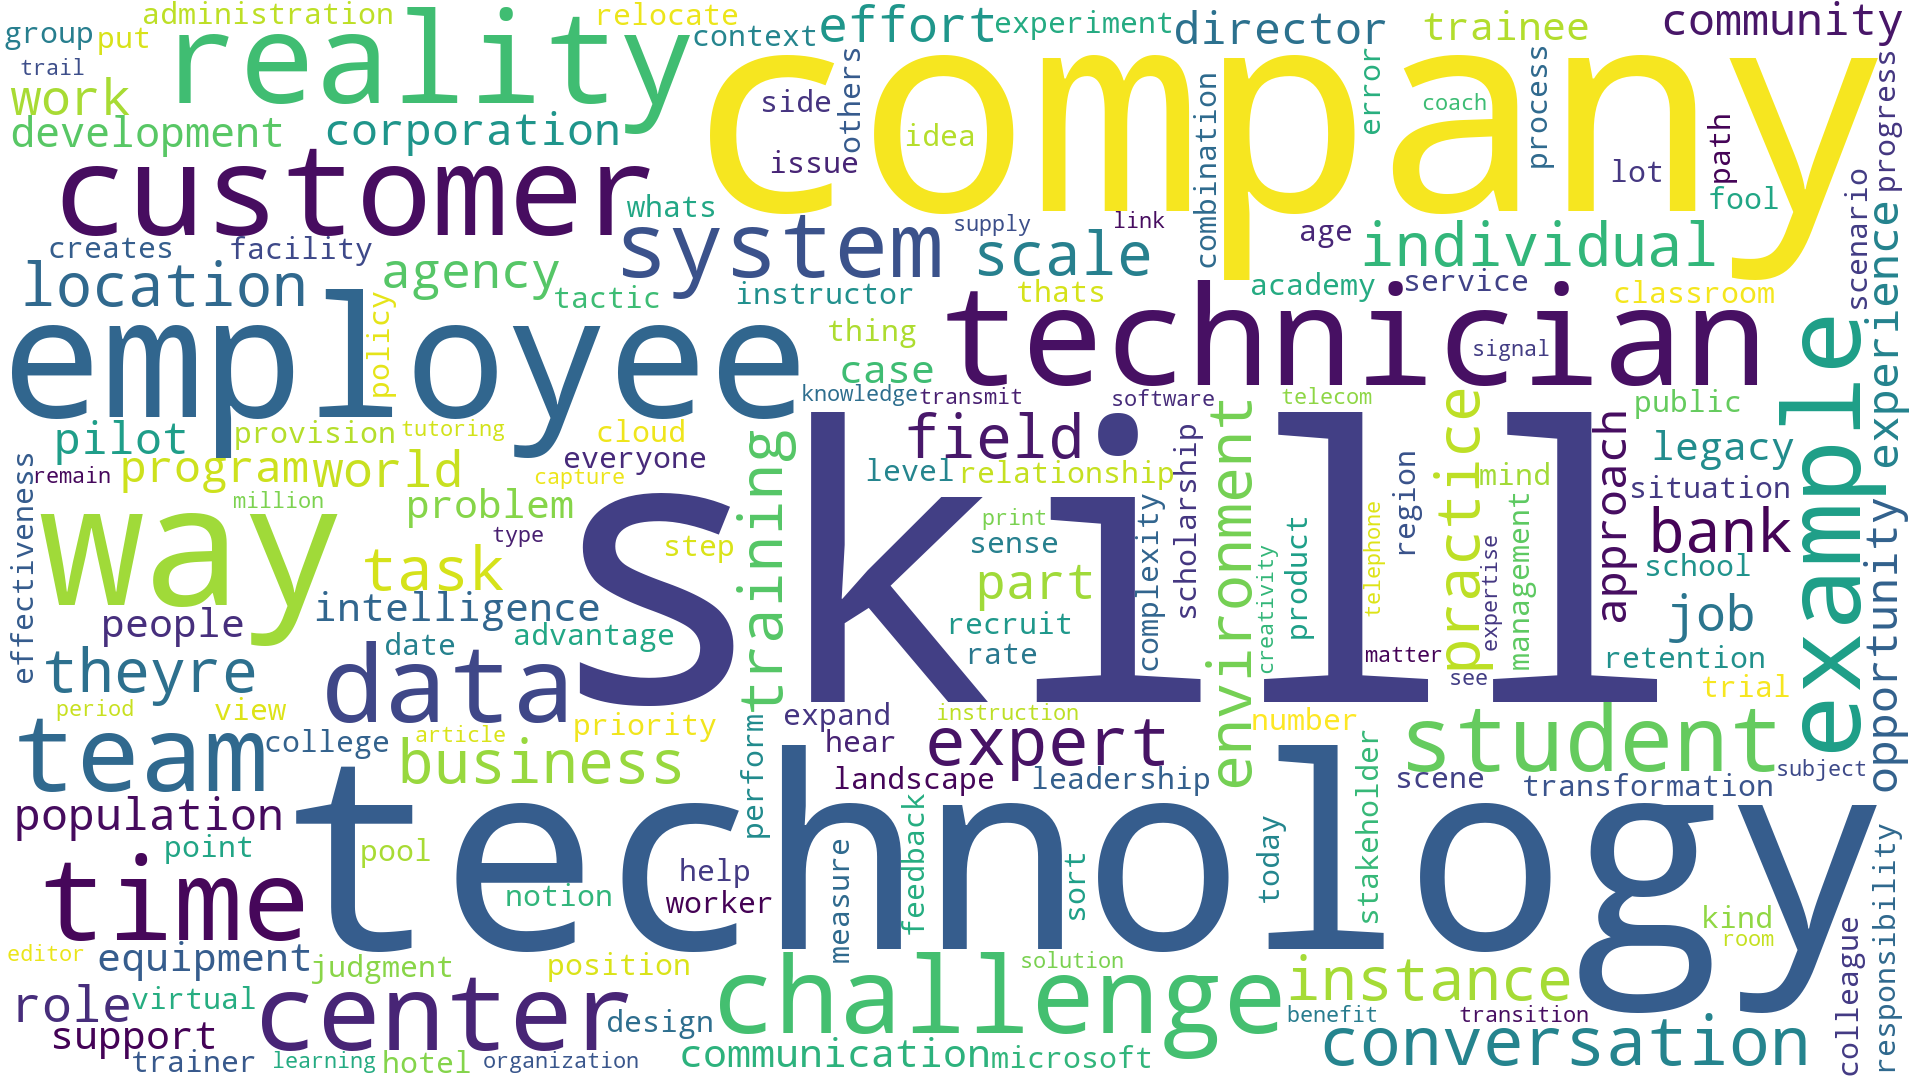 group
put
administration
reality
relocate
context
effort
experiment
director
trainee
community
trail
work
company
side
others
idea
issue
combination
error
coach
process
path
lot
progress
fool
development
corporation
customer
whats
system
supply
link
scale
age
individual
scenario
experience
creates
facility
location
agency
tactic
instructor
thats
academy
service
classroom
employee
policy
thing
case
technician
signal
example
knowledge
transmit
software
telecom
public
pilot
provision
tutoring
cloud
everyone
training
field
level
relationship
scholarship
environment
region
practice
mind
approach
legacy
situation
effectiveness
remain
program
world
capture
million
problem
type
way
skill
print
sense
step
complexity
creativity
product
telephone
expertise
management
bank
school
opportunity
task
part
intelligence
people
recruit
job
date
advantage
rate
matter
see
retention
theyre
data
trial
period
view
priority
expand
instruction
number
student
team
college
article
business
perform
hear
expert
landscape
leadership
stakeholder
scene
transformation
subject
population
point
pool
technology
help
worker
notion
measure
feedback
sort
today
time
kind
room
colleague
responsibility
editor
equipment
judgment
position
solution
challenge
instance
role
virtual
center
design
benefit
transition
support
trainer
learning
hotel
organization
communication
microsoft
conversation